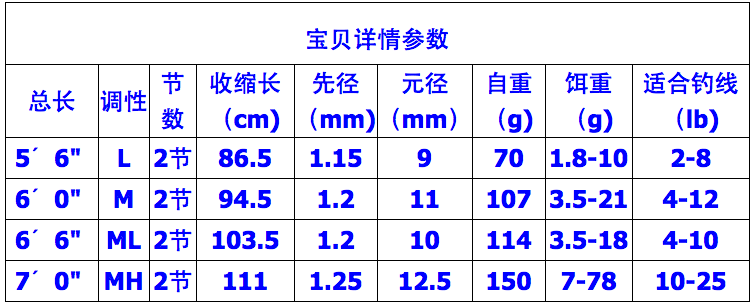 宝贝详情参数
总长 调性 节数 收缩长（cm) 先径（mm) 元径（mm） 自重（g) 饵重（g) 适合钓线（lb)
5´ 6" L 2节 86.5 1.15 9 70 1.8-10 2-8
6´ 0" M 2节 94.5 1.2 11 107 3.5-21 4-12
6´ 6" ML 2节 103.5 1.2 10 114 3.5-18 4-10
7´ 0" MH 2节 111 1.25 12.5 150 7-78 10-25